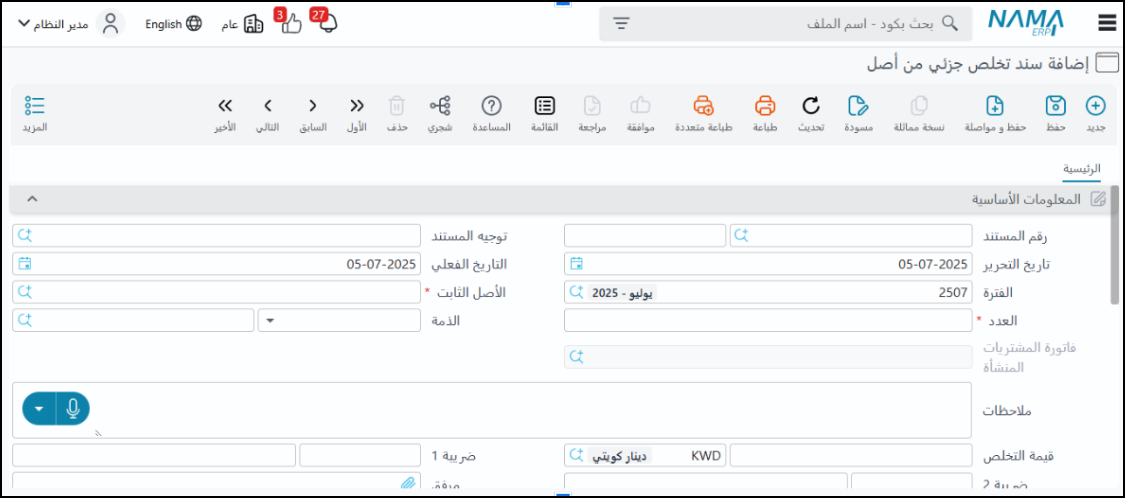 NAMA ERP
بحث بكود - اسم الملف
27
3
عام
English
مدير النظام
إضافة سند تخلص جزئي من أصل
جديد
حفظ
حفظ و مواصلة
نسخة مماثلة
مسودة
تحديث
طباعة
طباعة متعددة
موافقة
مراجعة
القائمة
المساعدة
شجري
حذف
الأول
السابق
التالي
الأخير
المزيد
الرئيسية
المعلومات الأساسية
رقم المستند
توجيه المستند
تاريخ التحرير 05-07-2025
التاريخ الفعلي 05-07-2025
الفترة 2507 يوليو - 2025
الأصل الثابت *
العدد *
الذمة
فاتورة المشتريات
المنشأة
ملاحظات
قيمة التخلص KWD دينار كويتي
ضريبة 1
ضريبة 2
مرفق